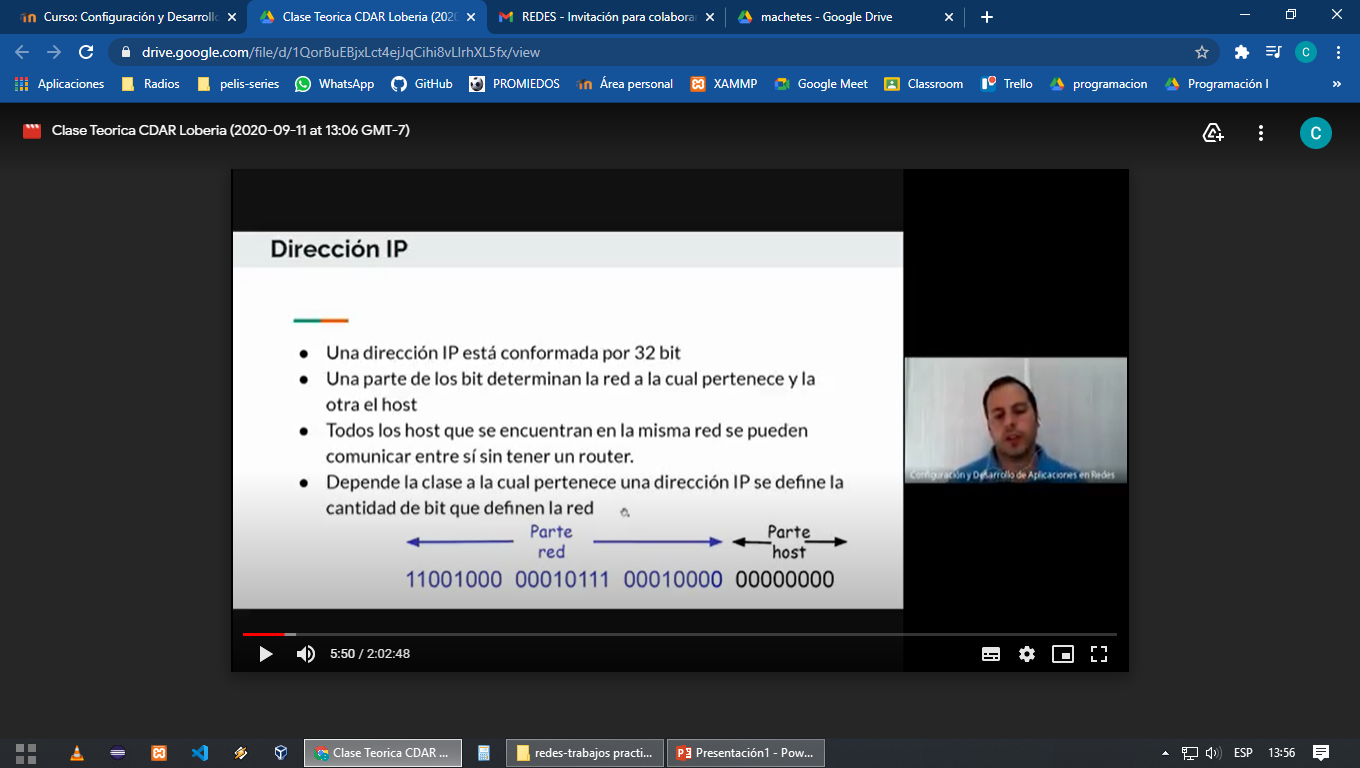 Curso: Configuración y Desarroll
Clase Teorica CDAR Loberia (202
REDES - Invitación para colabora
machetes - Google Drive
drive.google.com/file/d/1QorBuEBjxLct4ejJqCihi8vLlrhXL5fx/view
C
Aplicaciones
Radios
pelis-series
WhatsApp
GitHub
PROMIEDOS
Área personal
XAMMP
Google Meet
Classroom
Trello
programacion
Programación I
»
Clase Teorica CDAR Loberia (2020-09-11 at 13:06 GMT-7)
C
Dirección IP
● Una dirección IP está conformada por 32 bit
● Una parte de los bit determinan la red a la cual pertenece y la
otra el host
● Todos los host que se encuentran en la misma red se pueden
comunicar entre sí sin tener un router.
● Depende la clase a la cual pertenece una dirección IP se define la
cantidad de bit que definen la red
Parte
red
Parte
host
11001000 00010111 00010000 00000000
Configuración y Desarrollo de Aplicaciones en Redes
5:50 / 2:02:48
Clase Teorica CDAR ...
redes-trabajos practi...
Presentación1 - Pow...
ESP
13:56